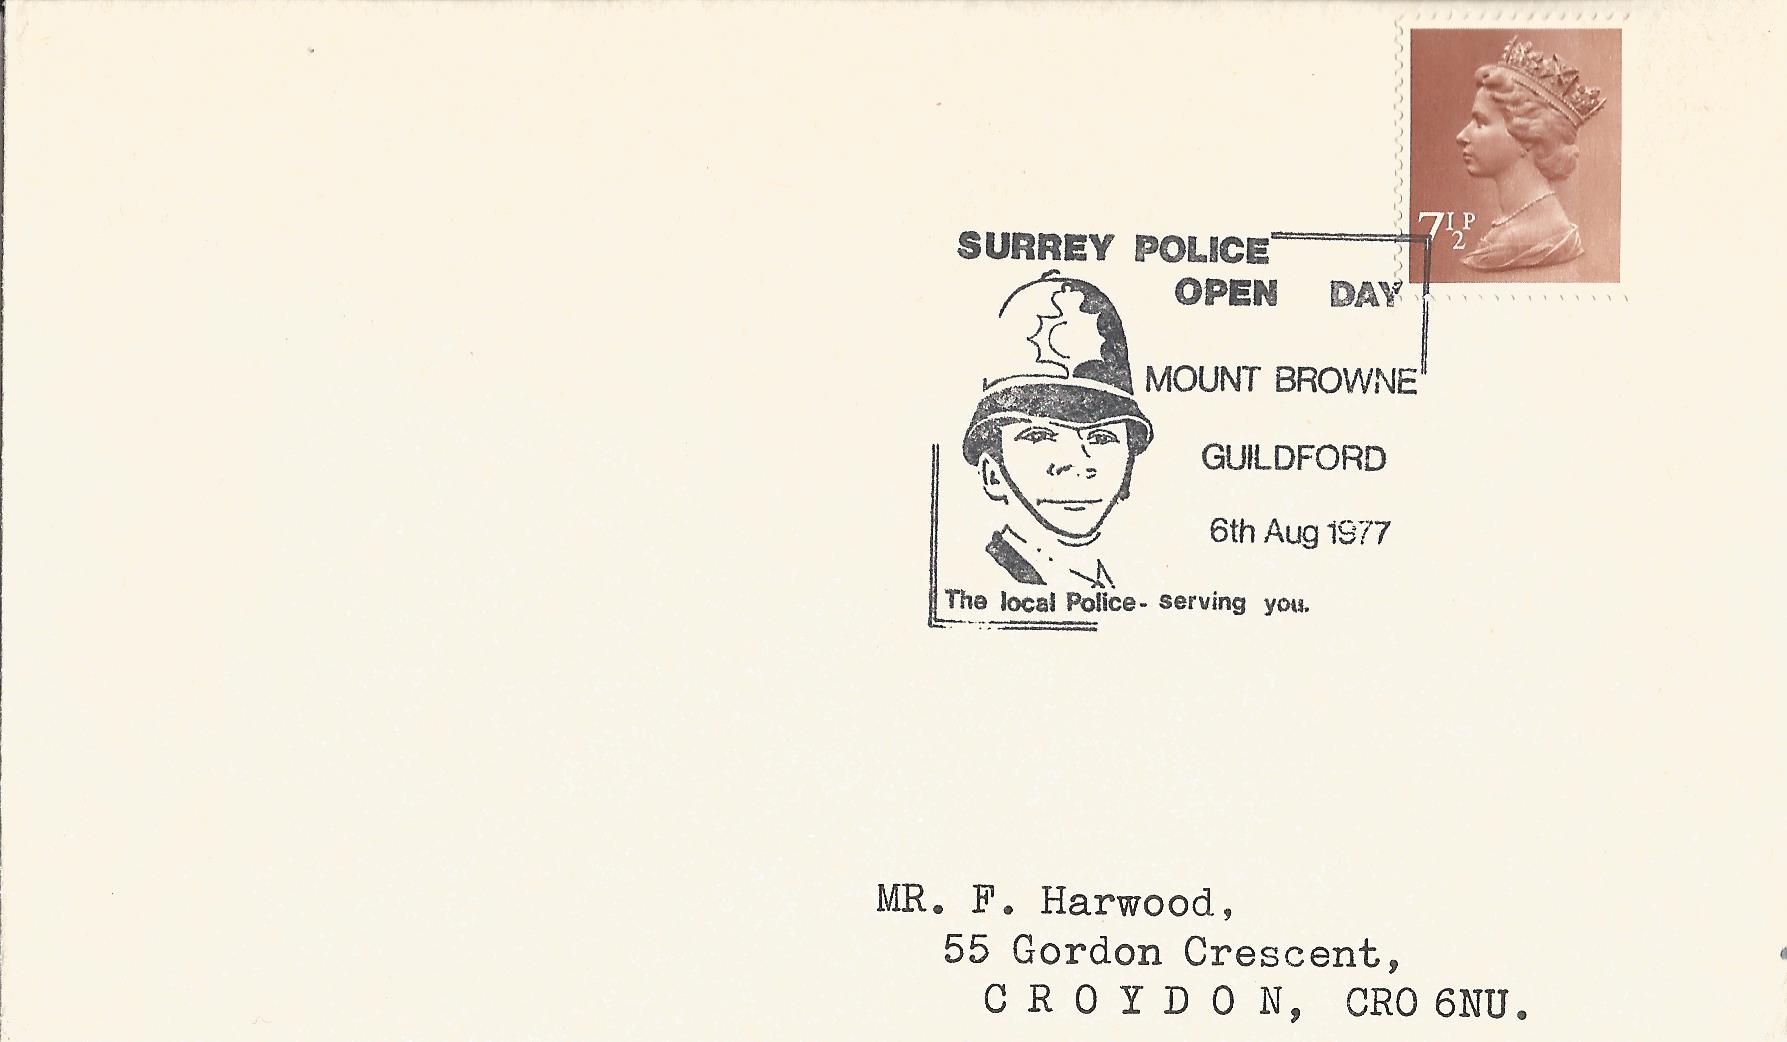 7½P
SURREY POLICE
OPEN DAY
MOUNT BROWNE
GUILDFORD
6th Aug 1977
The local Police- serving you.
MR. F. Harwood,
55 Gordon Crescent,
C R O Y D O N, CRO 6NU.